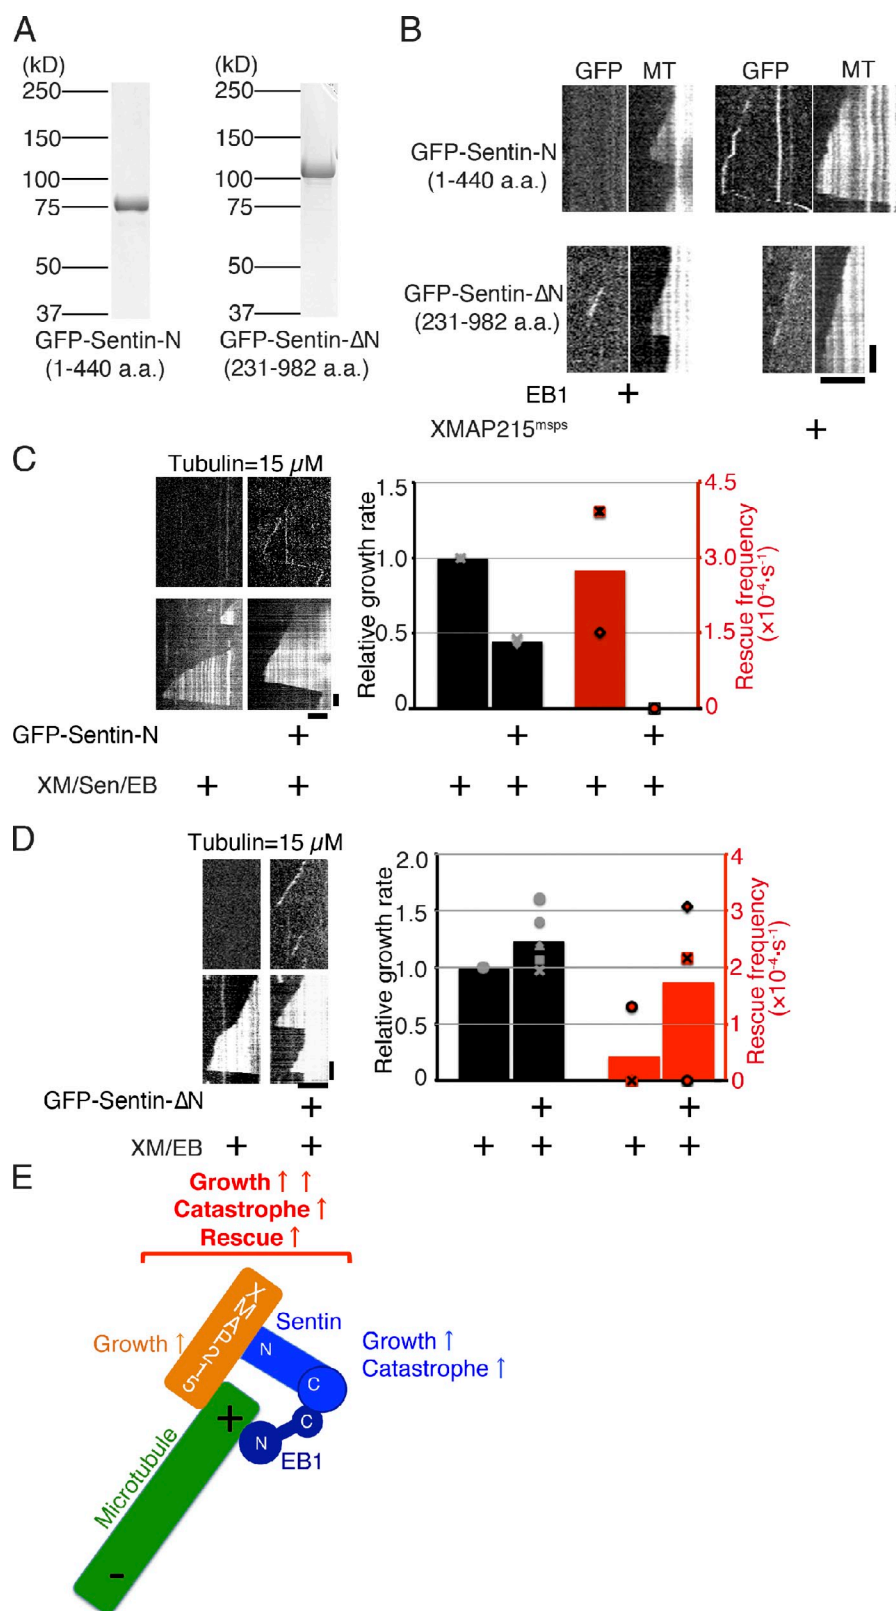 A
(kD)
250
150
100
75
50
37
GFP-Sentin-N
(1-440 a.a.)
(kD)
250
150
100
75
50
37
GFP-Sentin-ΔN
(231-982 a.a.)
B
GFP MT GFP MT
GFP-Sentin-N
(1-440 a.a.)
GFP-Sentin-ΔN
(231-982 a.a.)
EB1 +
XMAP215msps +
C
Tubulin=15 µM
Relative growth rate
1.5
1.0
0.5
0
4.5
3.0
1.5
0
Rescue frequency
(×10-4·s-1)
GFP-Sentin-N + + +
XM/Sen/EB + + + + + +
D
Tubulin=15 µM
Relative growth rate
2.0
1.5
1.0
0.5
0
4
3
2
1
0
Rescue frequency
(×10-4·s-1)
GFP-Sentin-ΔN + + +
XM/EB + + + + + +
E
Growth ↑ ↑
Catastrophe ↑
Rescue ↑
XMAP215
Growth ↑
Sentin
N
C
Growth ↑
Catastrophe ↑
+
C
N
EB1
Microtubule
-